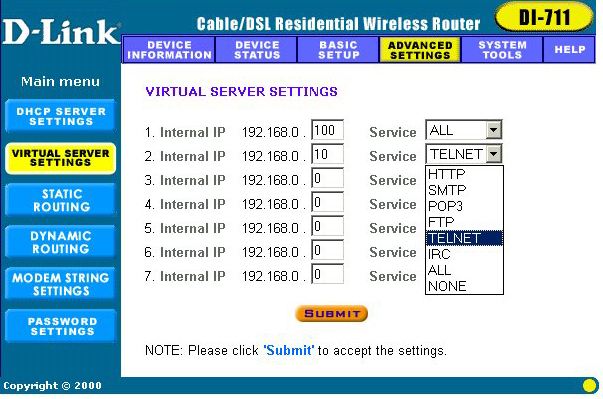 D-Link
Cable/DSL Residential Wireless Router
DI-711
DEVICE INFORMATION
DEVICE STATUS
BASIC SETUP
ADVANCED SETTINGS
SYSTEM TOOLS
HELP
Main menu
DHCP SERVER SETTINGS
VIRTUAL SERVER SETTINGS
STATIC ROUTING
DYNAMIC ROUTING
MODEM STRING SETTINGS
PASSWORD SETTINGS
VIRTUAL SERVER SETTINGS
1. Internal IP 192.168.0 . 100 Service ALL
2. Internal IP 192.168.0 . 10 Service TELNET
3. Internal IP 192.168.0 . 0 Service
4. Internal IP 192.168.0 . 0 Service
5. Internal IP 192.168.0 . 0 Service
6. Internal IP 192.168.0 . 0 Service
7. Internal IP 192.168.0 . 0 Service
HTTP
SMTP
POP3
FTP
TELNET
IRC
ALL
NONE
SUBMIT
NOTE: Please click 'Submit' to accept the settings.
Copyright © 2000